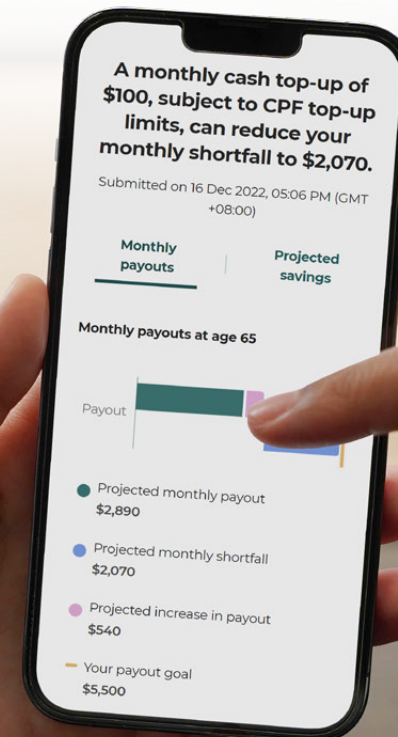 A monthly cash top-up of
$100, subject to CPF top-up
limits, can reduce your
monthly shortfall to $2,070.
Submitted on 16 Dec 2022, 05:06 PM (GMT
+08:00)
Monthly
payouts
Projected
savings
Monthly payouts at age 65
Payout
Projected monthly payout
$2,890
Projected monthly shortfall
$2,070
Projected increase in payout
$540
Your payout goal
$5,500